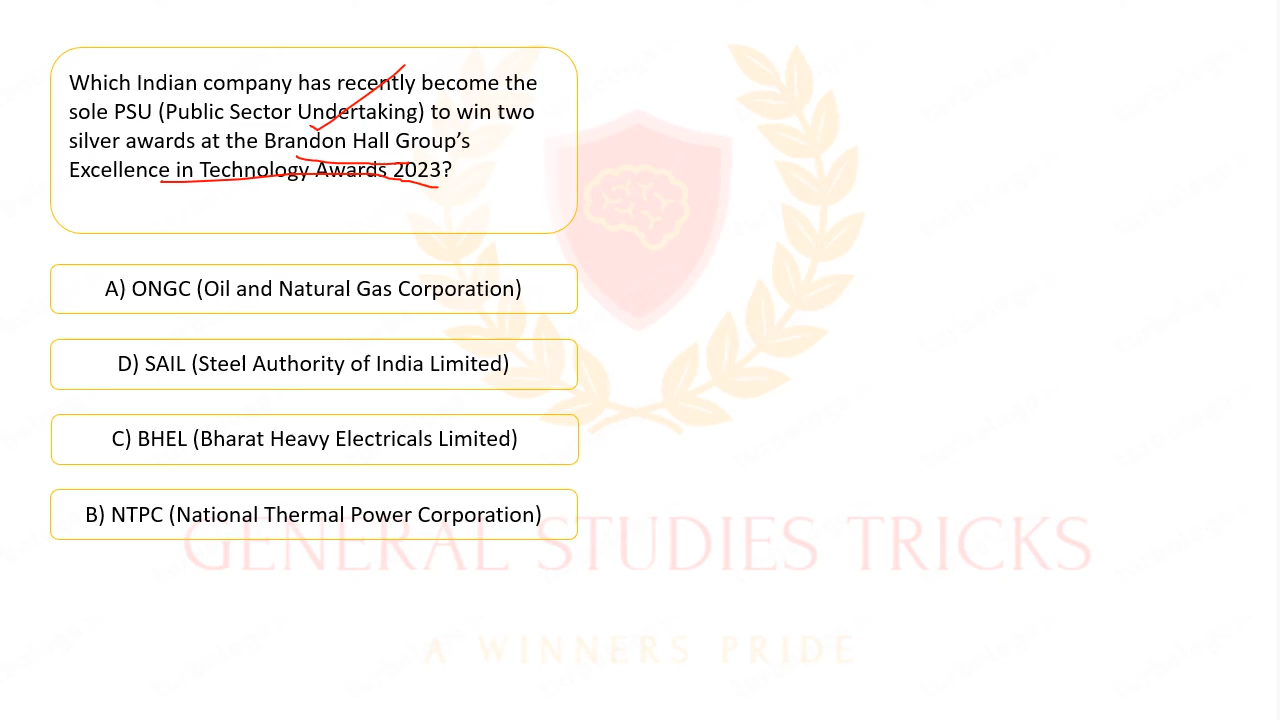 Which Indian company has recently become the
sole PSU (Public Sector Undertaking) to win two
silver awards at the Brandon Hall Group’s
Excellence in Technology Awards 2023?
A) ONGC (Oil and Natural Gas Corporation)
D) SAIL (Steel Authority of India Limited)
C) BHEL (Bharat Heavy Electricals Limited)
B) NTPC (National Thermal Power Corporation)
GENERAL STUDIES TRICKS
A WINNERS PRIDE